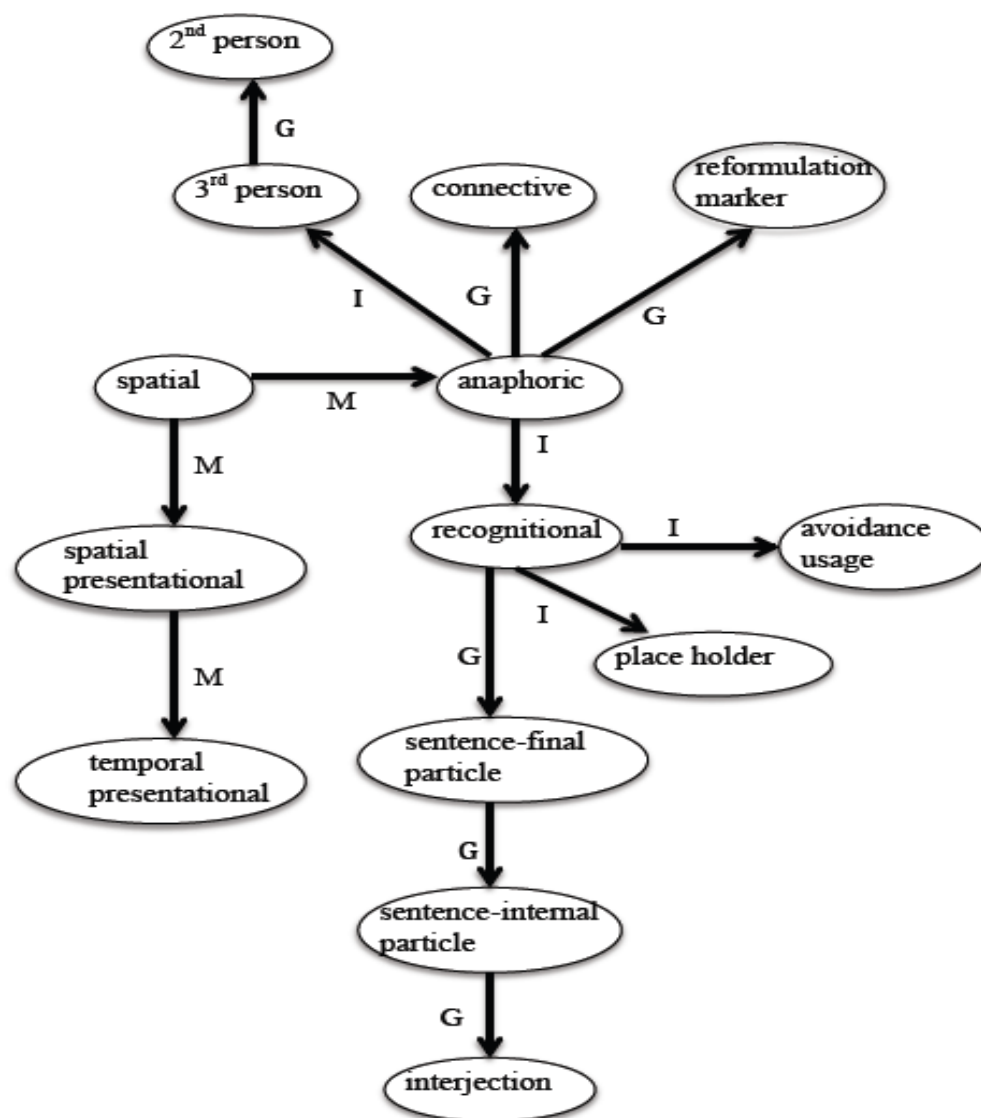 2nd person
G
3rd person
connective
reformulation
marker
I
G
G
spatial
anaphoric
M
M
I
spatial
presentational
recognitional
I
avoidance
usage
I
G
place holder
M
temporal
presentational
sentence-final
particle
G
sentence-internal
particle
G
interjection